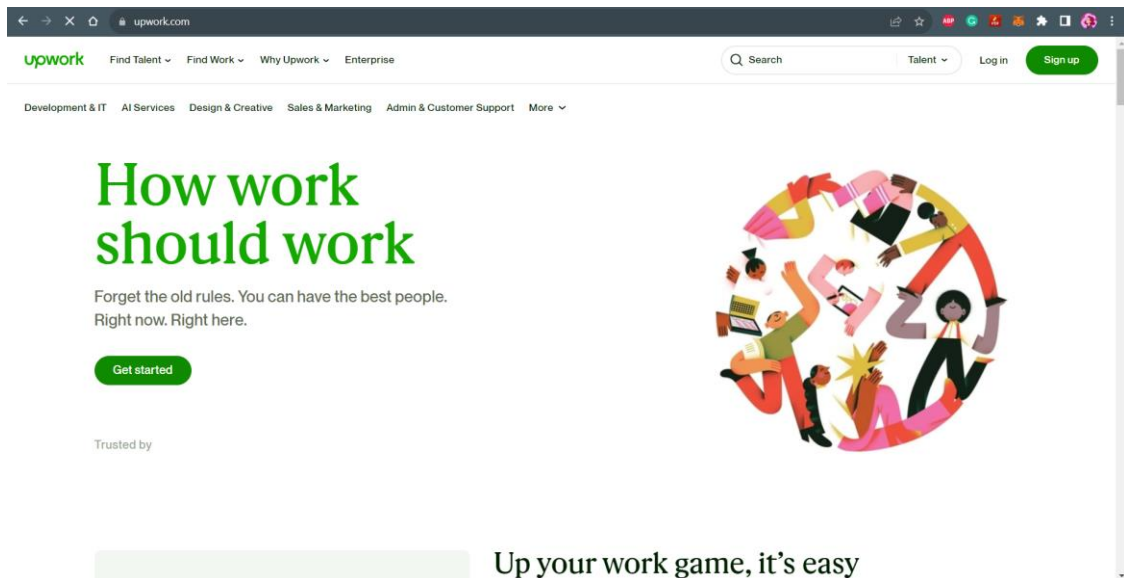 upwork.com
ABP
upwork Find Talent Find Work Why Upwork Enterprise Search Talent Log in Sign up
Development & IT AI Services Design & Creative Sales & Marketing Admin & Customer Support More
How work
should work
Forget the old rules. You can have the best people.
Right now. Right here.
Get started
Trusted by
Up your work game, it's easy